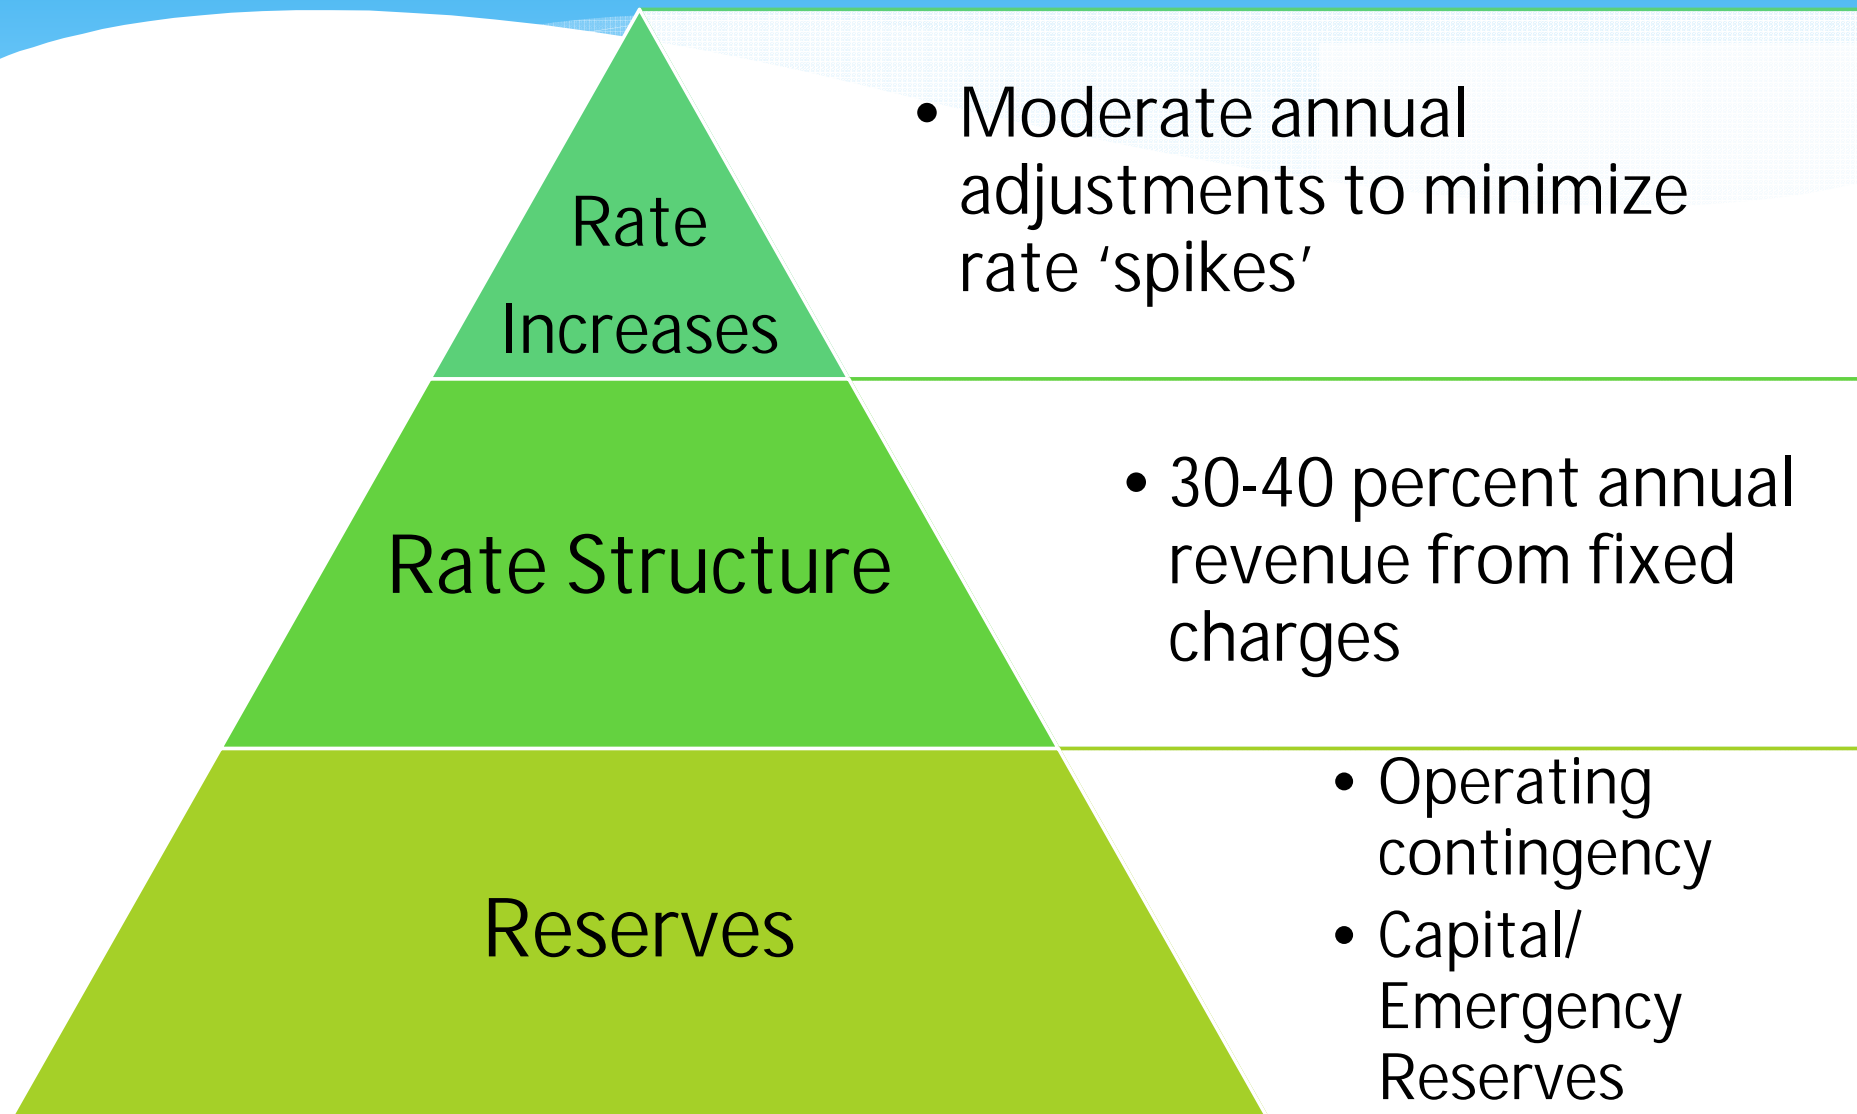 Rate
Increases
• Moderate annual
adjustments to minimize
rate ‘spikes’
Rate Structure
• 30-40 percent annual
revenue from fixed
charges
Reserves
• Operating
contingency
• Capital/
Emergency
Reserves